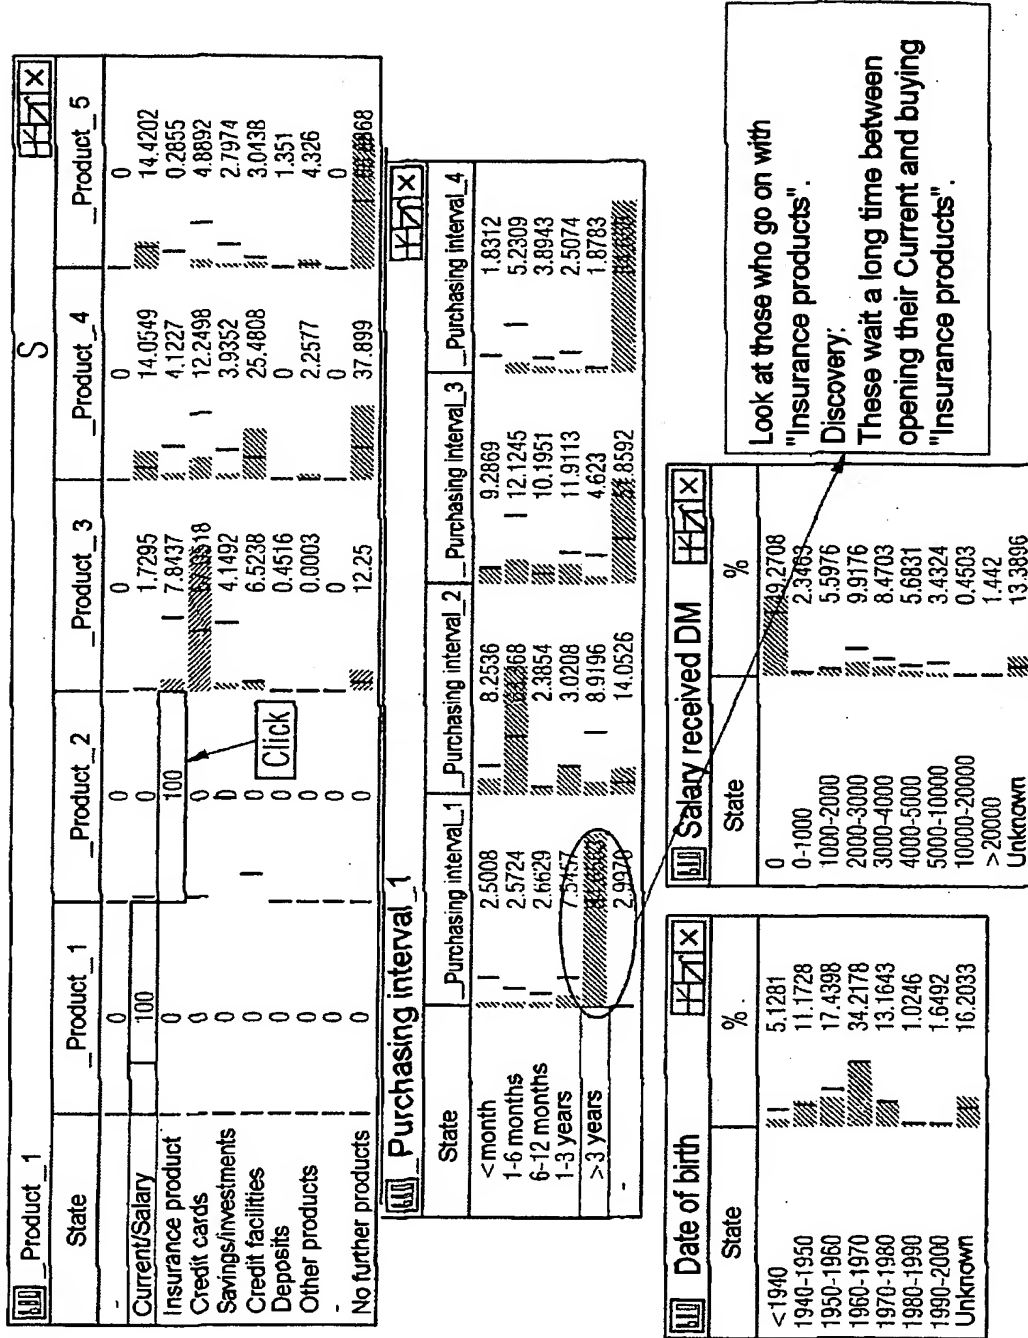 _Product_1
S
State _Product_1 _Product_2 _Product_3 _Product_4 _Product_5
- 0 0 0 0 0
Current/Salary 100 0 1.7295 14.0549 14.4202
Insurance product 0 100 7.8437 4.1227 0.2855
Credit cards 0 0 12.2498 4.8892
Savings/investments 0 0 4.1492 3.9352 2.7974
Credit facilities 0 0 6.5238 25.4808 3.0438
Deposits 0 0 0.4516 0 1.351
Other products 0 0 0.0003 2.2577 4.326
- 0 0 0 0 0
No further products 0 0 12.25 37.899
Click
_Purchasing interval_1
State _Purchasing interval_1 _Purchasing interval_2 _Purchasing interval_3 _Purchasing interval_4
<month 2.5008 8.2536 9.2869 1.8312
1-6 months 2.5724 12.1245 5.2309
6-12 months 2.6629 2.3854 10.1951 3.8943
1-3 years 7.5457 3.0208 11.9113 2.5074
>3 years 8.9196 4.623 1.8783
- 2.9970 14.0526 51.8592
Date of birth
State %.
<1940 5.1281
1940-1950 11.1728
1950-1960 17.4398
1960-1970 34.2178
1970-1980 13.1643
1980-1990 1.0246
1990-2000 1.6492
Unknown 16.2033
Salary received DM
State %
0 49.2708
0-1000 2.3463
1000-2000 5.5976
2000-3000 9.9176
3000-4000 8.4703
4000-5000 5.6831
5000-10000 3.4324
10000-20000 0.4503
>20000 1.442
Unknown 13.3896
Look at those who go on with
"Insurance products".
Discovery:
These wait a long time between
opening their Current and buying
"Insurance products".